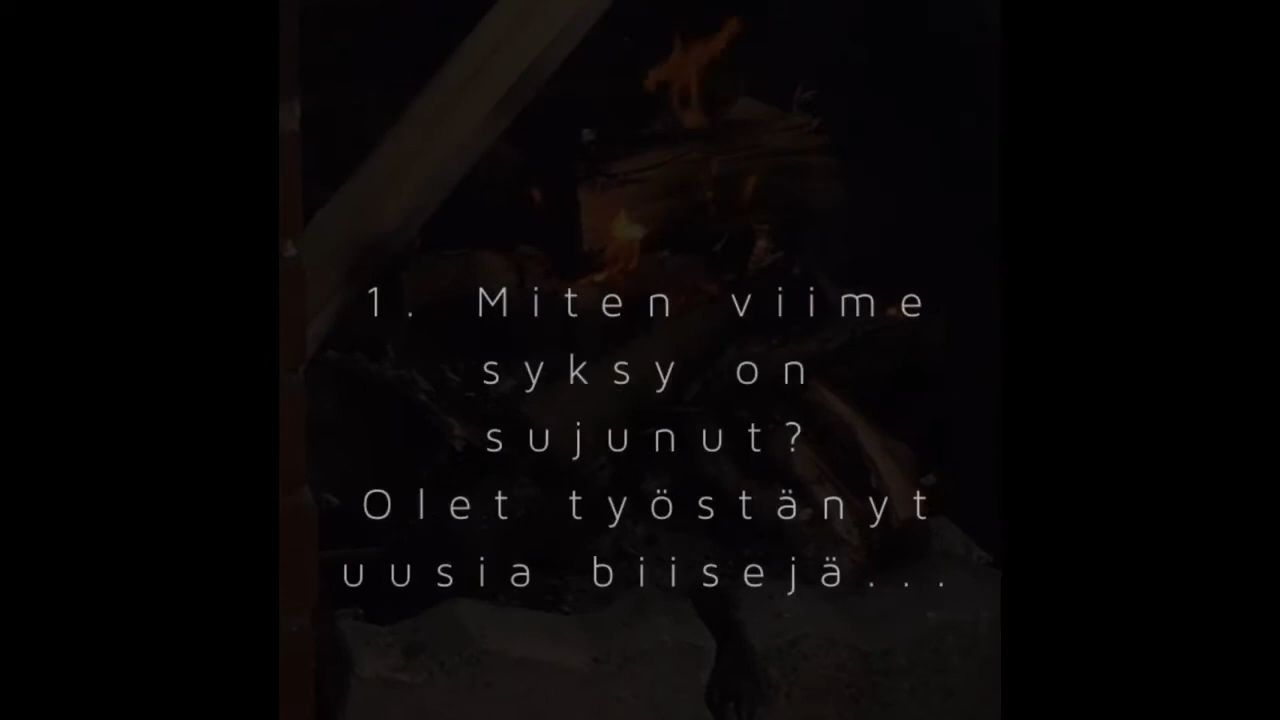 1. Miten viime
syksy on
sujunut?
Olet työstänyt
uusia biisejä...